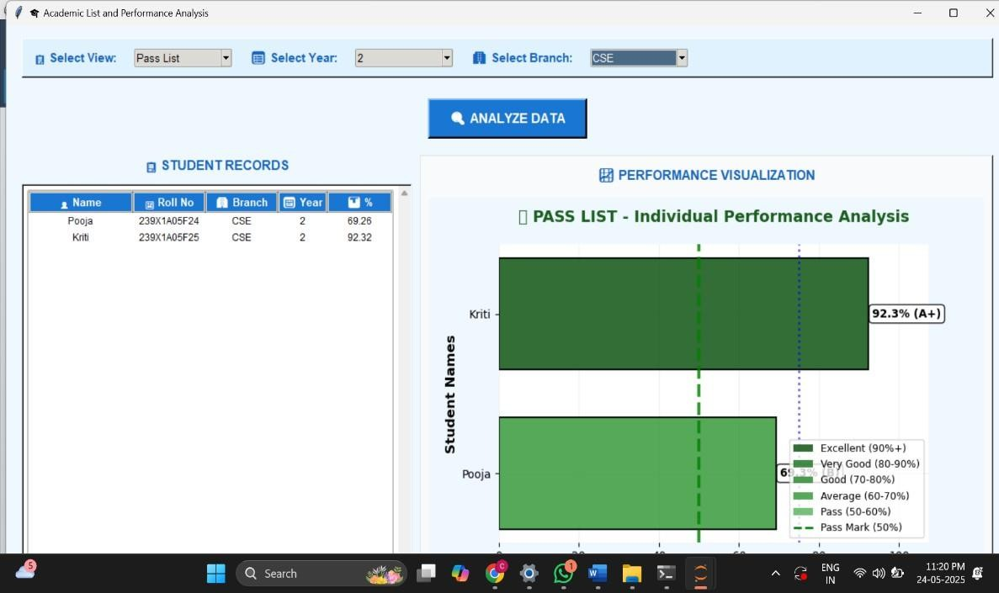 Academic List and Performance Analysis
Select View: Pass List Select Year: 2 Select Branch: CSE
ANALYZE DATA
STUDENT RECORDS
Name Roll No Branch Year %
Pooja 239X1A05F24 CSE 2 69.26
Kriti 239X1A05F25 CSE 2 92.32
PERFORMANCE VISUALIZATION
PASS LIST - Individual Performance Analysis
Student Names
Kriti
92.3% (A+)
Pooja
69.3% (B)
Excellent (90%+)
Very Good (80-90%)
Good (70-80%)
Average (60-70%)
Pass (50-60%)
Pass Mark (50%)
0 20 40 60 80 100
5
Search
C
1
W
ENG
IN
11:20 PM
24-05-2025